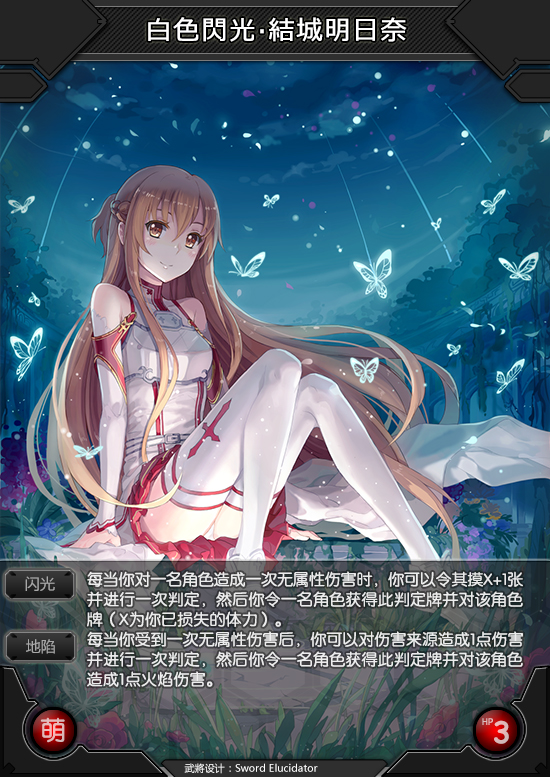 白色閃光·結城明日奈
闪光
每当你对一名角色造成一次无属性伤害时，你可以令其摸X+1张
并进行一次判定，然后你令一名角色获得此判定牌并对该角色
牌（X为你已损失的体力）。
地陷
每当你受到一次无属性伤害后，你可以对伤害来源造成1点伤害
并进行一次判定，然后你令一名角色获得此判定牌并对该角色
造成1点火焰伤害。
萌
HP 3
武將设计：Sword Elucidator